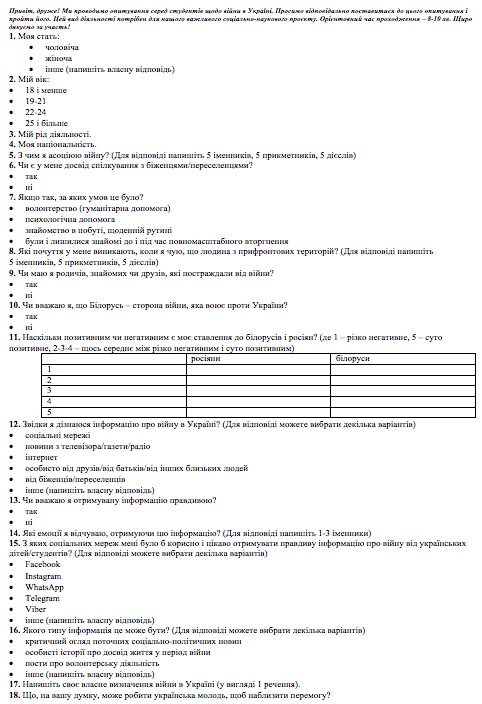 Привіт, друже! Ми проводимо опитування серед студентів щодо війни в Україні. Просимо відповідально поставитися до цього опитування і
пройти його. Цей вид діяльності потрібен для нашого важливого соціально-наукового проєкту. Орієнтовний час проходження – 8-10 хв. Щиро
дякуємо за участь!
1. Моя стать:
• чоловіча
• жіноча
• інше (напишіть власну відповідь)
2. Мій вік:
• 18 і менше
• 19-21
• 22-24
• 25 і більше
3. Мій рід діяльності.
4. Моя національність.
5. З чим я асоціюю війну? (Для відповіді напишіть 5 іменників, 5 прикметників, 5 дієслів)
6. Чи є у мене досвід спілкування з біженцями/переселенцями?
• так
• ні
7. Якщо так, за яких умов це було?
• волонтерство (гуманітарна допомога)
• психологічна допомога
• знайомство в побуті, щоденній рутині
• були і лишилися знайомі до і під час повномасштабного вторгнення
8. Які почуття у мене виникають, коли я чую, що людина з прифронтових територій? (Для відповіді напишіть
5 іменників, 5 прикметників, 5 дієслів)
9. Чи маю я родичів, знайомих чи друзів, які постраждали від війни?
• так
• ні
10. Чи вважаю я, що Білорусь – сторона війни, яка воює проти України?
• так
• ні
11. Наскільки позитивним чи негативним є моє ставлення до білорусів і росіян? (де 1 – різко негативне, 5 – суто
позитивне, 2-3-4 – щось середнє між різко негативним і суто позитивним)
росіяни білоруси
1
2
3
4
5
12. Звідки я дізнаюся інформацію про війну в Україні? (Для відповіді можете вибрати декілька варіантів)
• соціальні мережі
• новини з телевізора/газети/радіо
• інтернет
• особисто від друзів/від батьків/від інших близьких людей
• від біженців/переселенців
• інше (напишіть власну відповідь)
13. Чи вважаю я отримувану інформацію правдивою?
• так
• ні
14. Які емоції я відчуваю, отримуючи цю інформацію? (Для відповіді напишіть 1-3 іменники)
15. З яких соціальних мереж мені було б корисно і цікаво отримувати правдиву інформацію про війну від українських
дітей/студентів? (Для відповіді можете вибрати декілька варіантів)
• Facebook
• Instagram
• WhatsApp
• Telegram
• Viber
• інше (напишіть власну відповідь)
16. Якого типу інформація це може бути? (Для відповіді можете вибрати декілька варіантів)
• критичний огляд поточних соціально-політичних новин
• особисті історії про досвід життя у період війни
• пости про волонтерську діяльність
• інше (напишіть власну відповідь)
17. Напишіть своє власне визначення війни в Україні (у вигляді 1 речення).
18. Що, на вашу думку, може робити українська молодь, щоб наблизити перемогу?